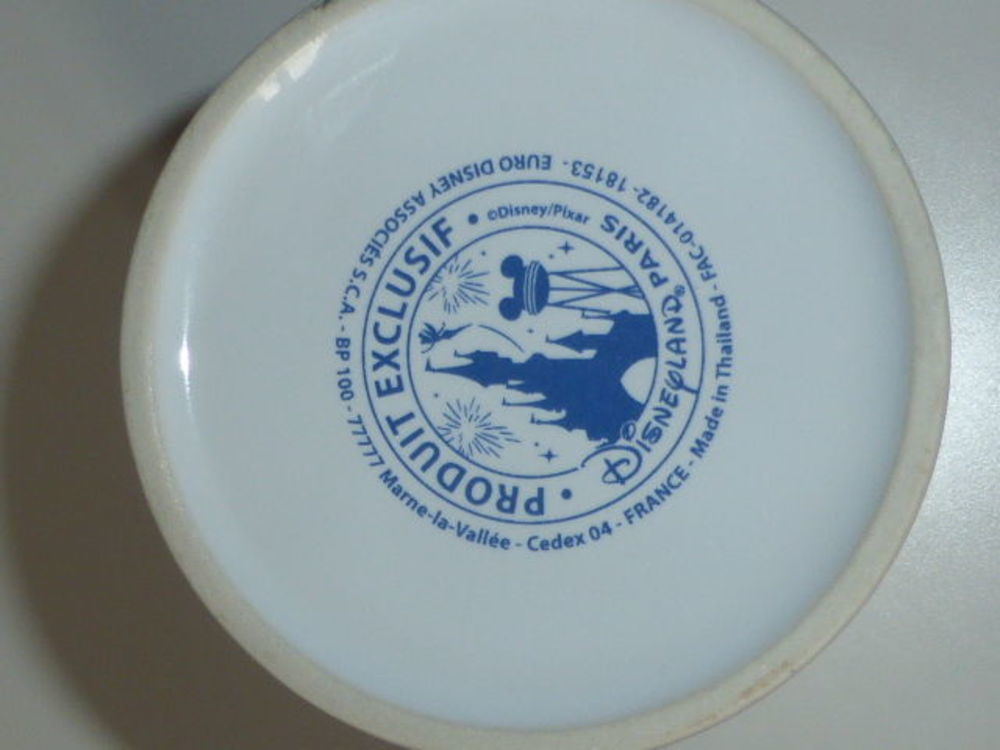 EURO DISNEY ASSOCIÉS S.C.A. - BP 100 - 77777 Marne-la-Vallée - Cedex 04 - FRANCE - Made in Thailand - FAC-014182- 18153-
• PRODUIT EXCLUSIF •
©Disney/Pixar
DISNEYLAND® PARIS